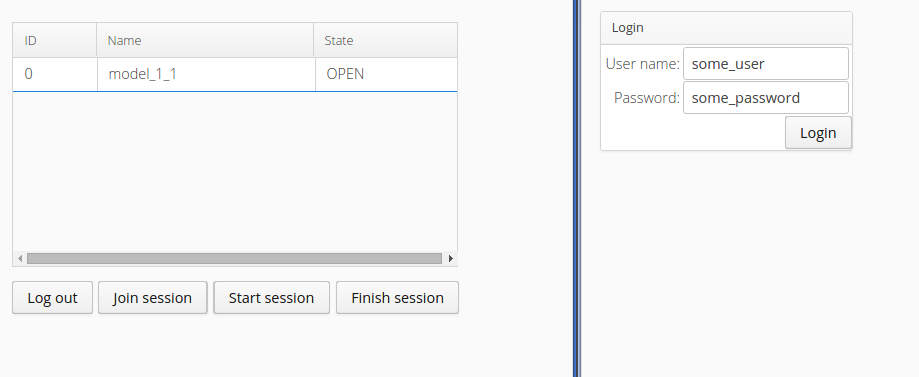 ID Name State
0 model_1_1 OPEN
Log out Join session Start session Finish session
Login
User name: some_user
Password: some_password
Login